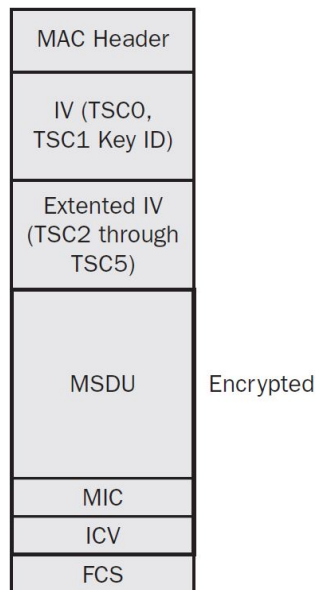 MAC Header
IV (TSC0,
TSC1 Key ID)
Extented IV
(TSC2 through
TSC5)
MSDU
Encrypted
MIC
ICV
FCS